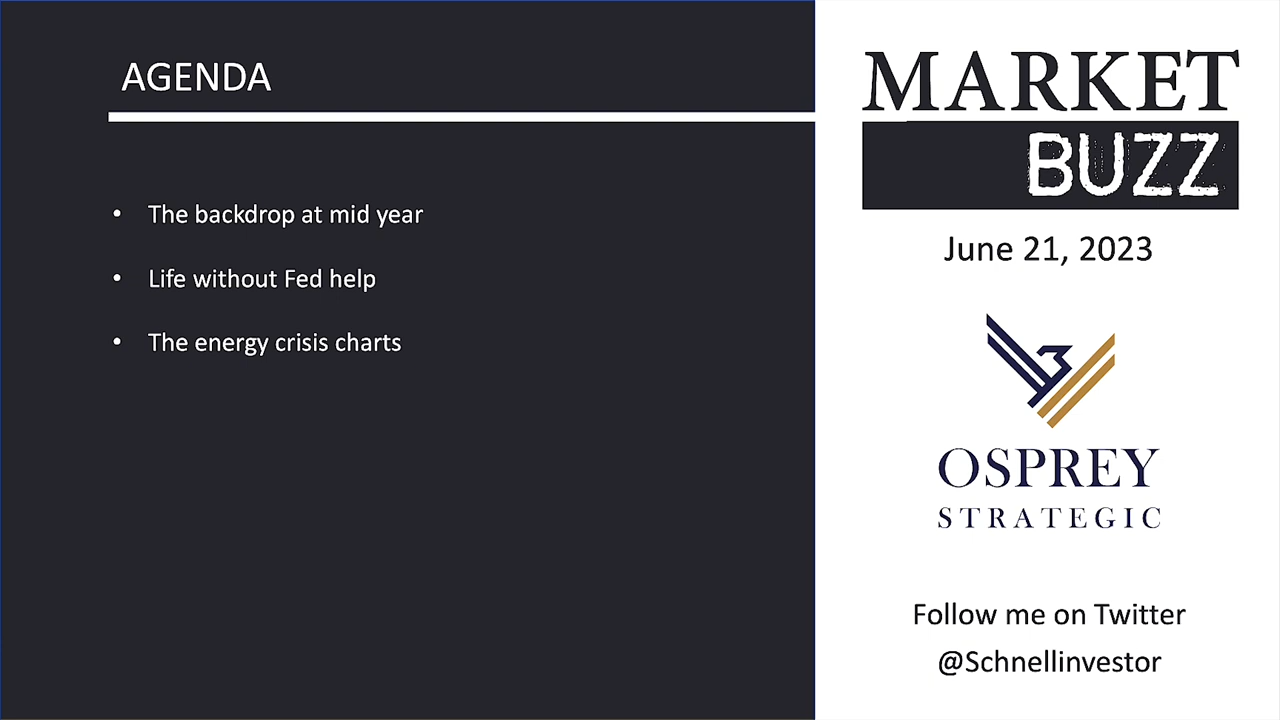 AGENDA
• The backdrop at mid year
• Life without Fed help
• The energy crisis charts
MARKET
BUZZ
June 21, 2023
OSPREY
STRATEGIC
Follow me on Twitter
@Schnellinvestor